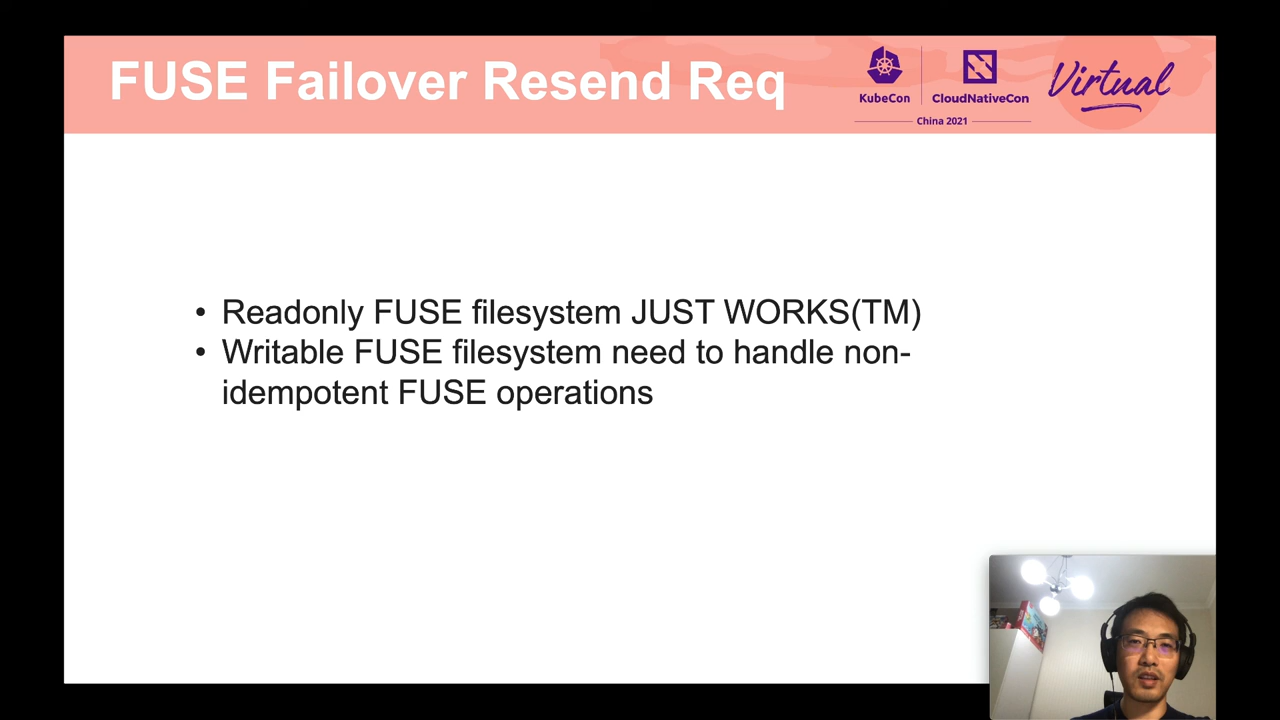 FUSE Failover Resend Req
KubeCon
CloudNativeCon
China 2021
Virtual
• Readonly FUSE filesystem JUST WORKS(TM)
• Writable FUSE filesystem need to handle non-
idempotent FUSE operations